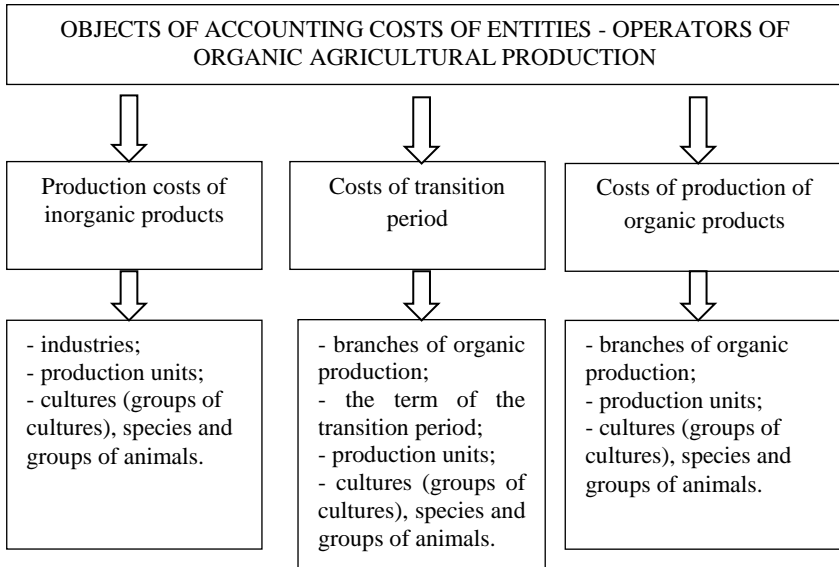 OBJECTS OF ACCOUNTING COSTS OF ENTITIES - OPERATORS OF
ORGANIC AGRICULTURAL PRODUCTION
Production costs of
inorganic products
Costs of transition
period
Costs of production of
organic products
- industries;
- production units;
- cultures (groups of
cultures), species and
groups of animals.
- branches of organic
production;
- the term of the
transition period;
- production units;
- cultures (groups of
cultures), species and
groups of animals.
- branches of organic
production;
- production units;
- cultures (groups of
cultures), species and
groups of animals.